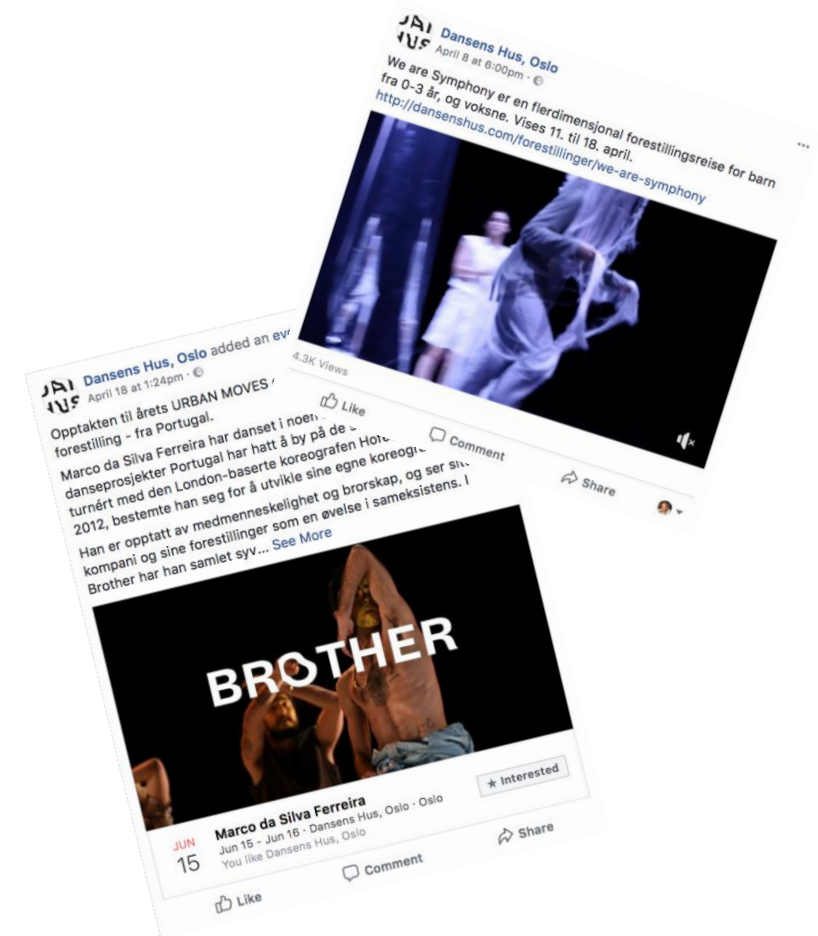 Dansens Hus, Oslo
April 8 at 6:00pm ·
We are Symphony er en flerdimensjonal forestillingsreise for barn
fra 0-3 år, og voksne. Vises 11. til 18. april.
http://dansenshus.com/forestillinger/we-are-symphony
4.3K Views
Like
Comment
Share
Dansens Hus, Oslo added an
April 18 at 1:24pm ·
Opptakten til årets URBAN MOVES
forestilling - fra Portugal.
Marco da Silva Ferreira har danset i
danseprosjekter Portugal har hatt å by på de
turnért med den London-baserte koreografen
2012, bestemte han seg for å utvikle sine egne
Han er opptatt av medmenneskelighet og brorskap, og ser
kompani og sine forestillinger som en øvelse i sameksistens. I
Brother har han samlet syv... See More
BROTHER
JUN
15
Marco da Silva Ferreira
Jun 15 - Jun 16 · Dansens Hus, Oslo · Oslo
You like Dansens Hus, Oslo
★ Interested
Like
Comment
Share